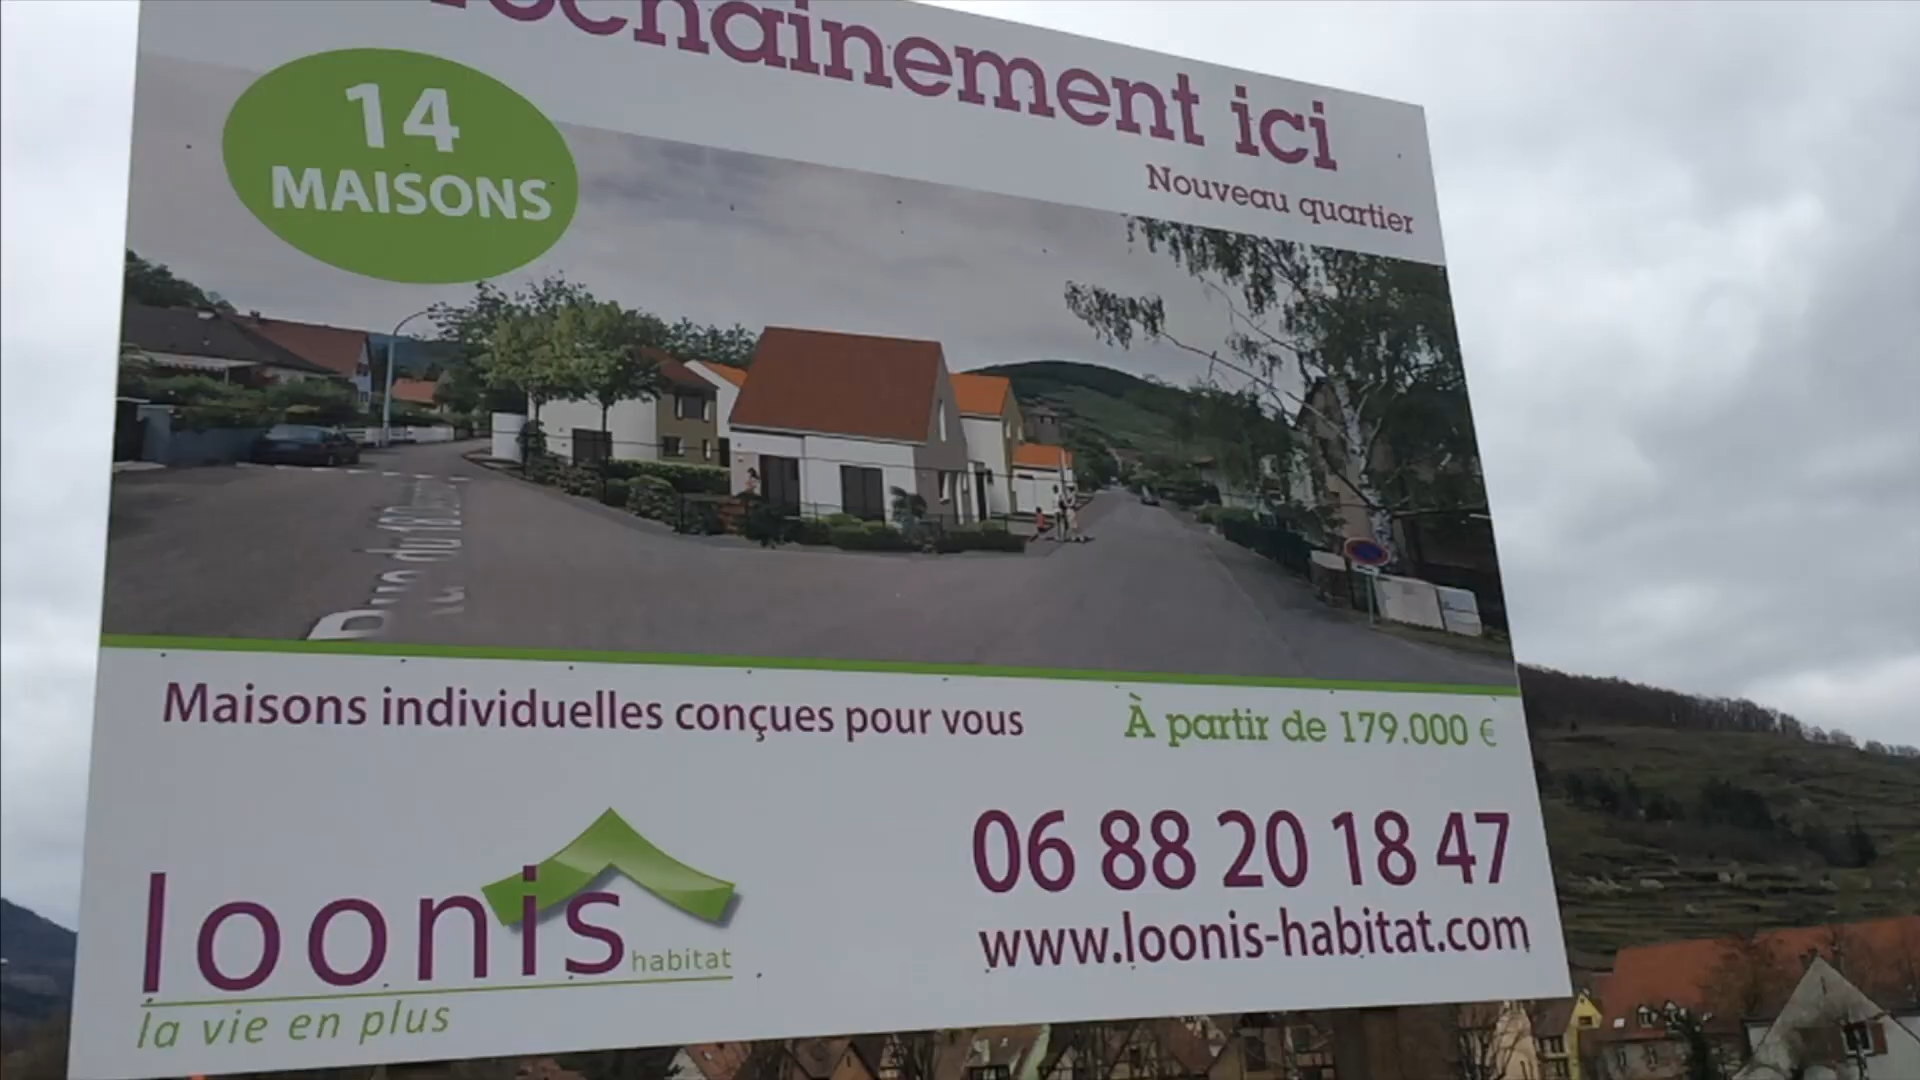 ochainement ici
14
MAISONS
Nouveau quartier
Maisons individuelles conçues pour vous
À partir de 179.000 €
loonis
habitat
la vie en plus
06 88 20 18 47
www.loonis-habitat.com